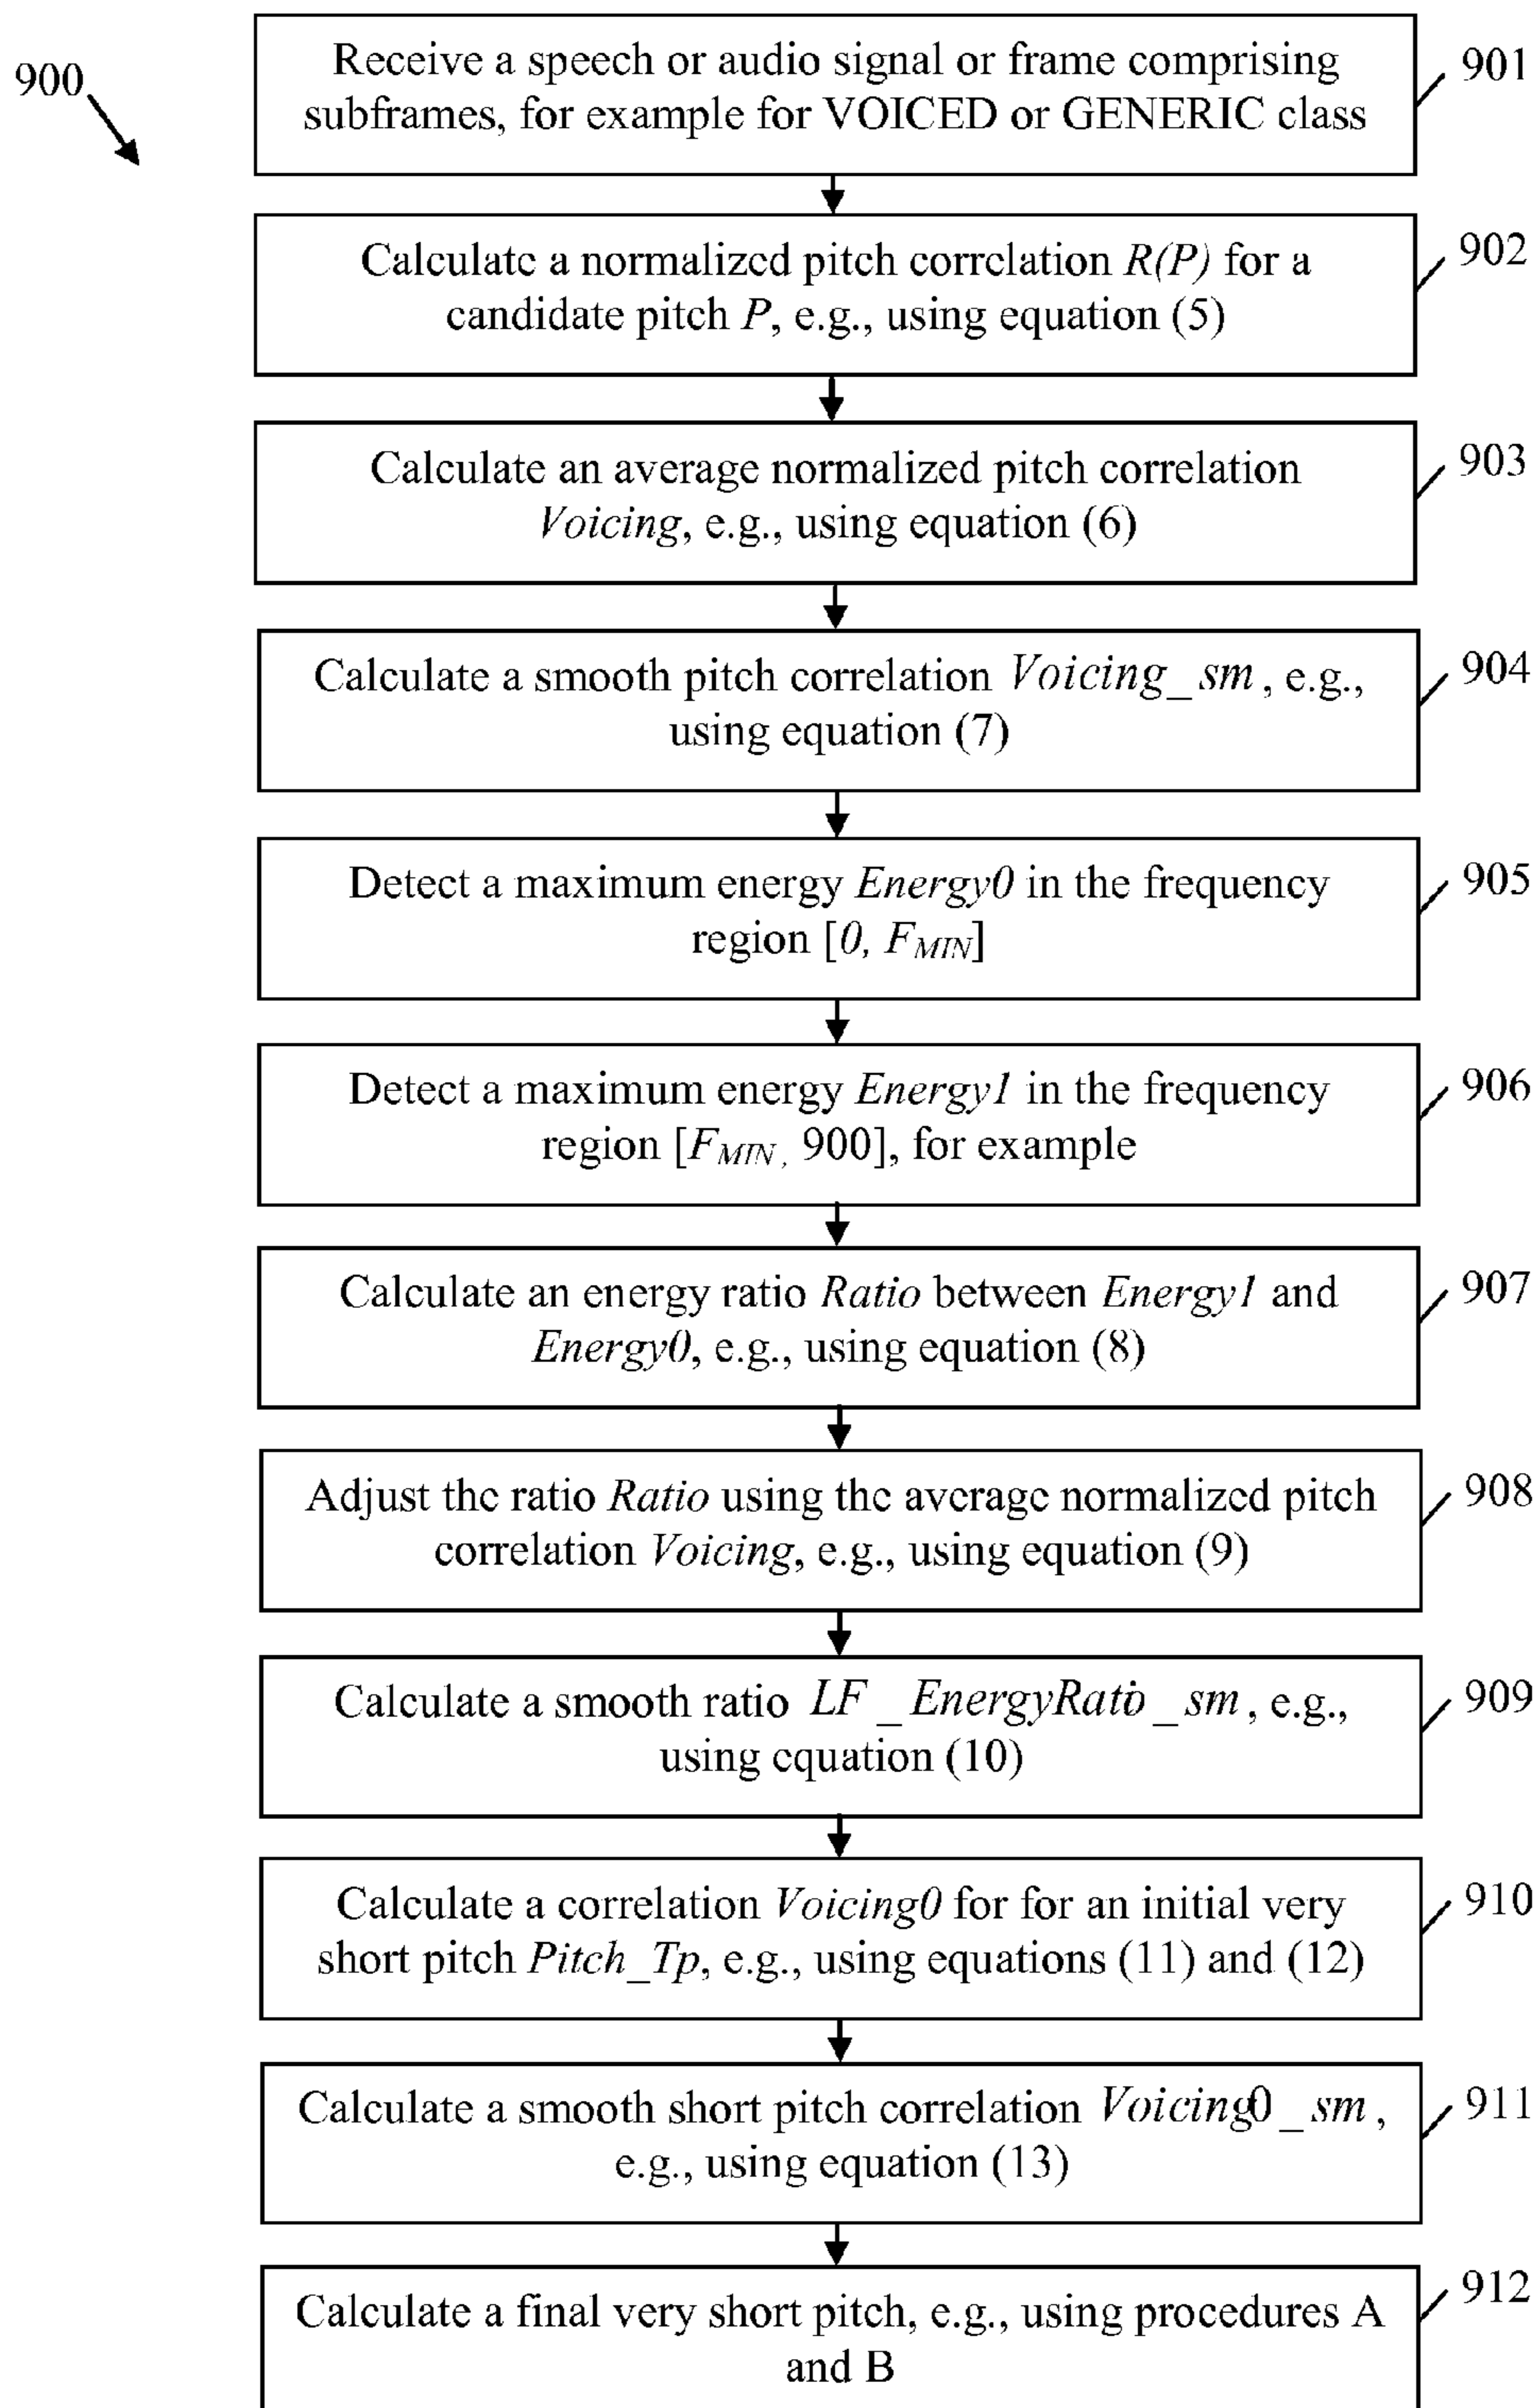 900
Receive a speech or audio signal or frame comprising
subframes, for example for VOICED or GENERIC class
901
Calculate a normalized pitch correlation R(P) for a
candidate pitch P, e.g., using equation (5)
902
Calculate an average normalized pitch correlation
Voicing, e.g., using equation (6)
903
Calculate a smooth pitch correlation Voicing_sm, e.g.,
using equation (7)
904
Detect a maximum energy Energy0 in the frequency
region [0, F_MIN]
905
Detect a maximum energy Energy1 in the frequency
region [F_MIN, 900], for example
906
Calculate an energy ratio Ratio between Energy1 and
Energy0, e.g., using equation (8)
907
Adjust the ratio Ratio using the average normalized pitch
correlation Voicing, e.g., using equation (9)
908
Calculate a smooth ratio LF_EnergyRatio_sm, e.g.,
using equation (10)
909
Calculate a correlation Voicing0 for for an initial very
short pitch Pitch_Tp, e.g., using equations (11) and (12)
910
Calculate a smooth short pitch correlation Voicing0_sm,
e.g., using equation (13)
911
Calculate a final very short pitch, e.g., using procedures A
and B
912